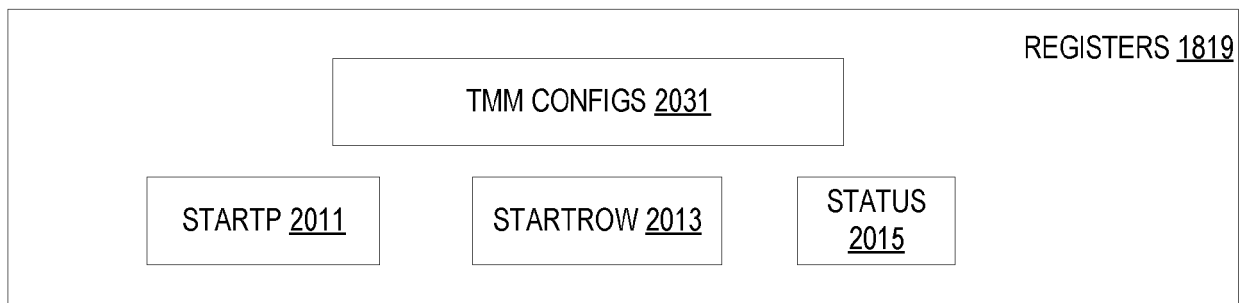 REGISTERS 1819
TMM CONFIGS 2031
STARTP 2011
STARTROW 2013
STATUS
2015